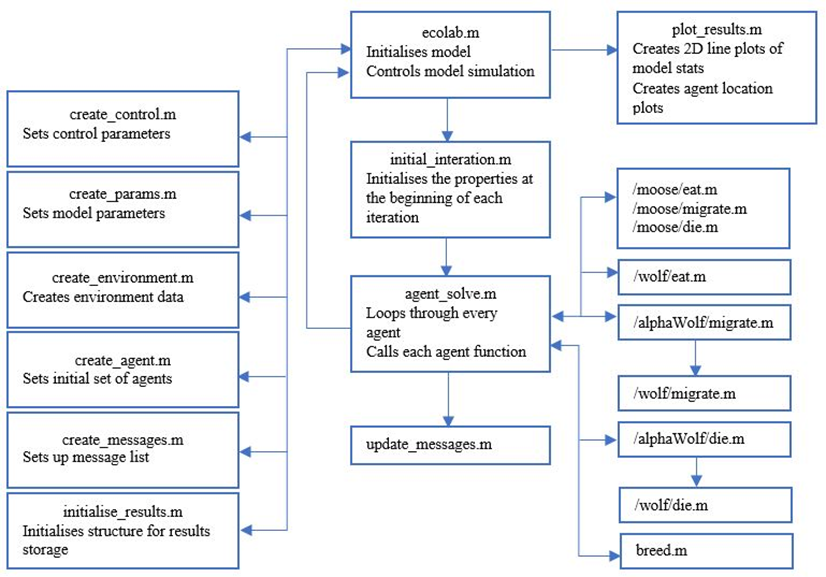 ecolab.m
Initialises model
Controls model simulation
plot_results.m
Creates 2D line plots of
model stats
Creates agent location
plots
create_control.m
Sets control parameters
create_params.m
Sets model parameters
create_environment.m
Creates environment data
create_agent.m
Sets initial set of agents
create_messages.m
Sets up message list
initialise_results.m
Initialises structure for results
storage
initial_interation.m
Initialises the properties at
the beginning of each
iteration
agent_solve.m
Loops through every
agent
Calls each agent function
update_messages.m
/moose/eat.m
/moose/migrate.m
/moose/die.m
/wolf/eat.m
/alphaWolf/migrate.m
/wolf/migrate.m
/alphaWolf/die.m
/wolf/die.m
breed.m